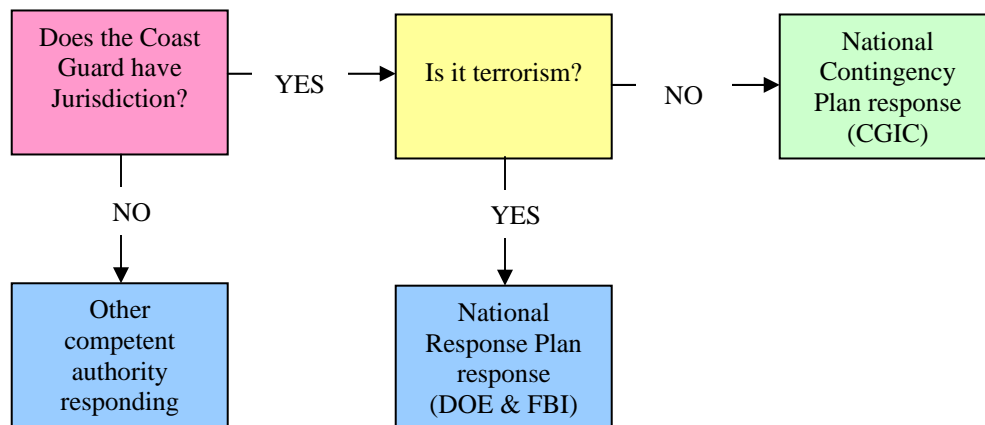 Does the Coast
Guard have
Jurisdiction?
YES
Is it terrorism?
NO
National
Contingency
Plan response
(CGIC)
NO
YES
Other
competent
authority
responding
National
Response Plan
response
(DOE & FBI)